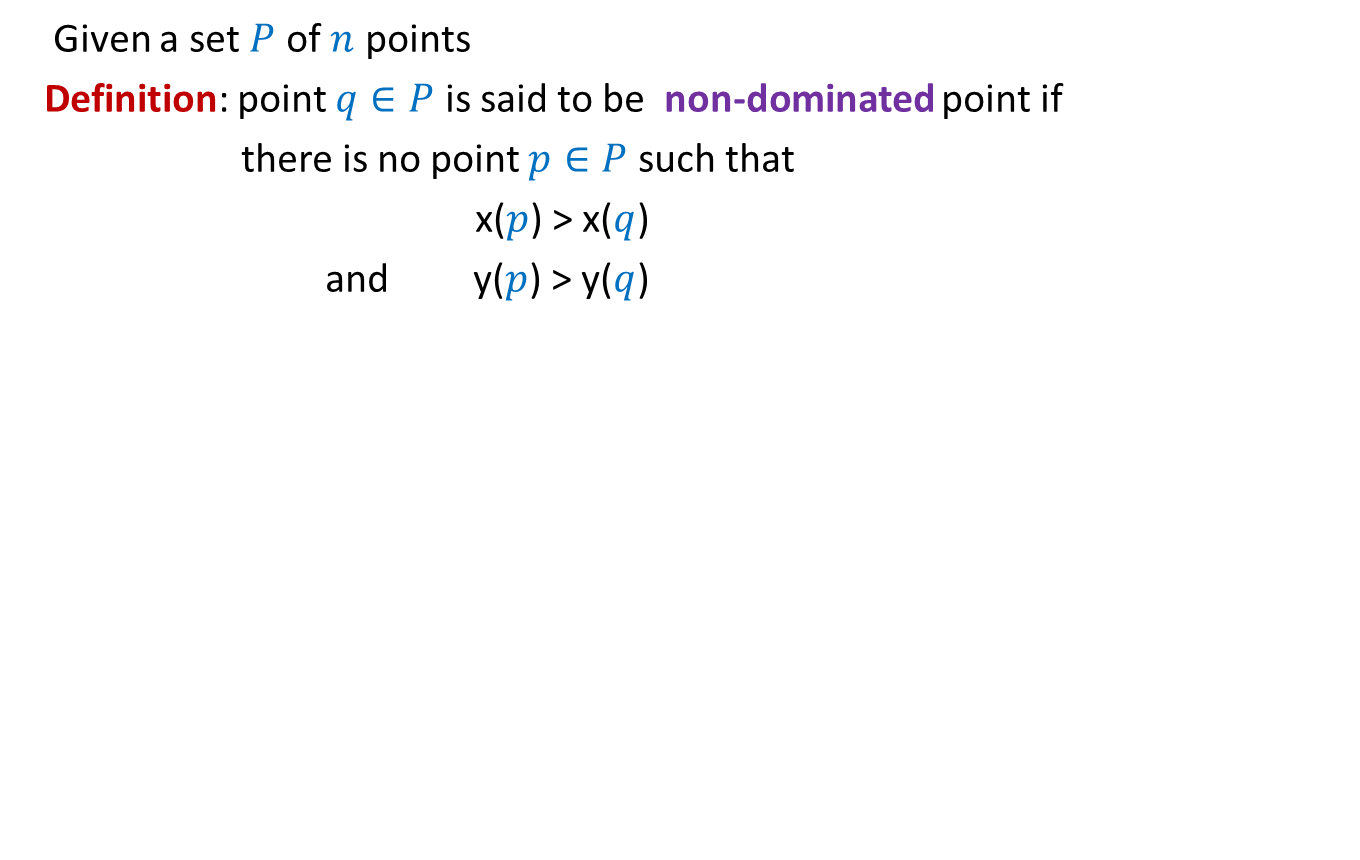 Given a set P of n points
Definition: point q ∈ P is said to be non-dominated point if
there is no point p ∈ P such that
x(p) > x(q)
and y(p) > y(q)